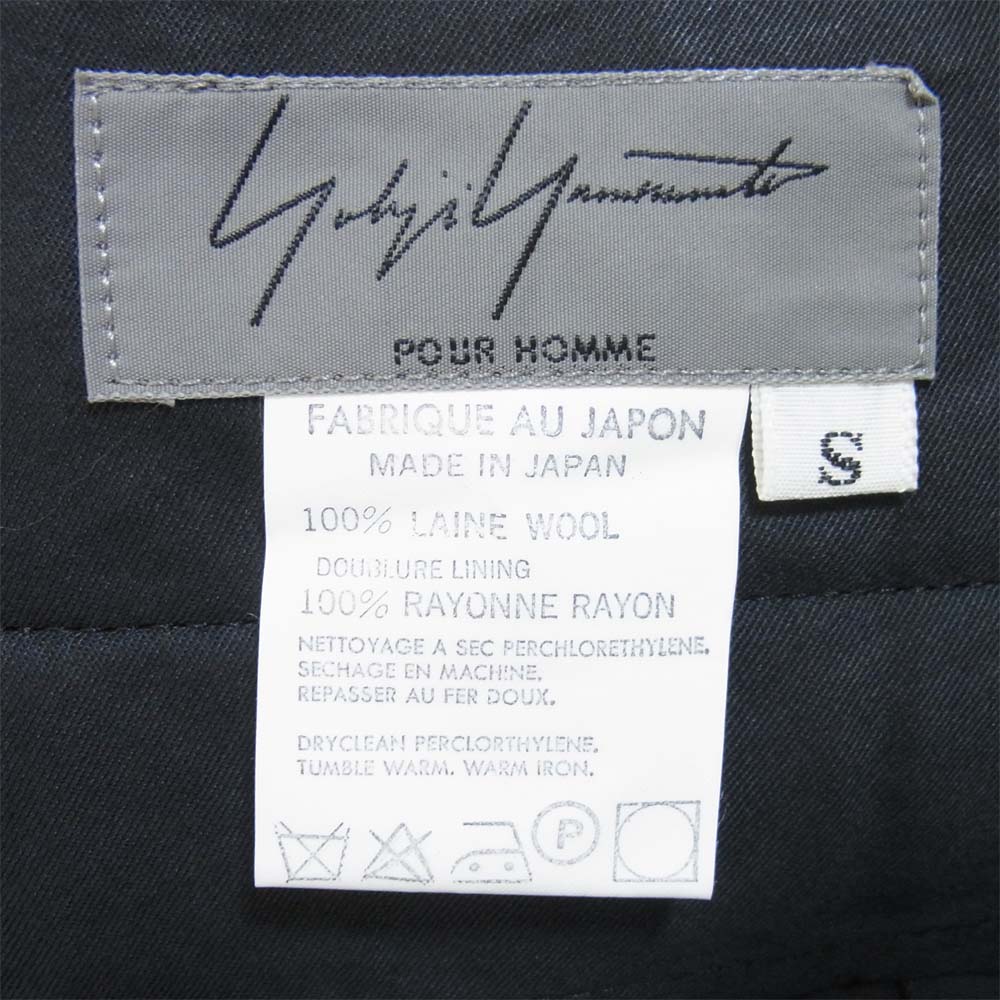 Yohji Yamamoto
POUR HOMME
FABRIQUE AU JAPON
MADE IN JAPAN
S
100% LAINE WOOL
DOUBLURE LINING
100% RAYONNE RAYON
NETTOYAGE A SEC PERCHLORETHYLENE.
SECHAGE EN MACHINE.
REPASSER AU FER DOUX.
DRYCLEAN PERCLORTHYLENE.
TUMBLE WARM. WARM IRON.
P